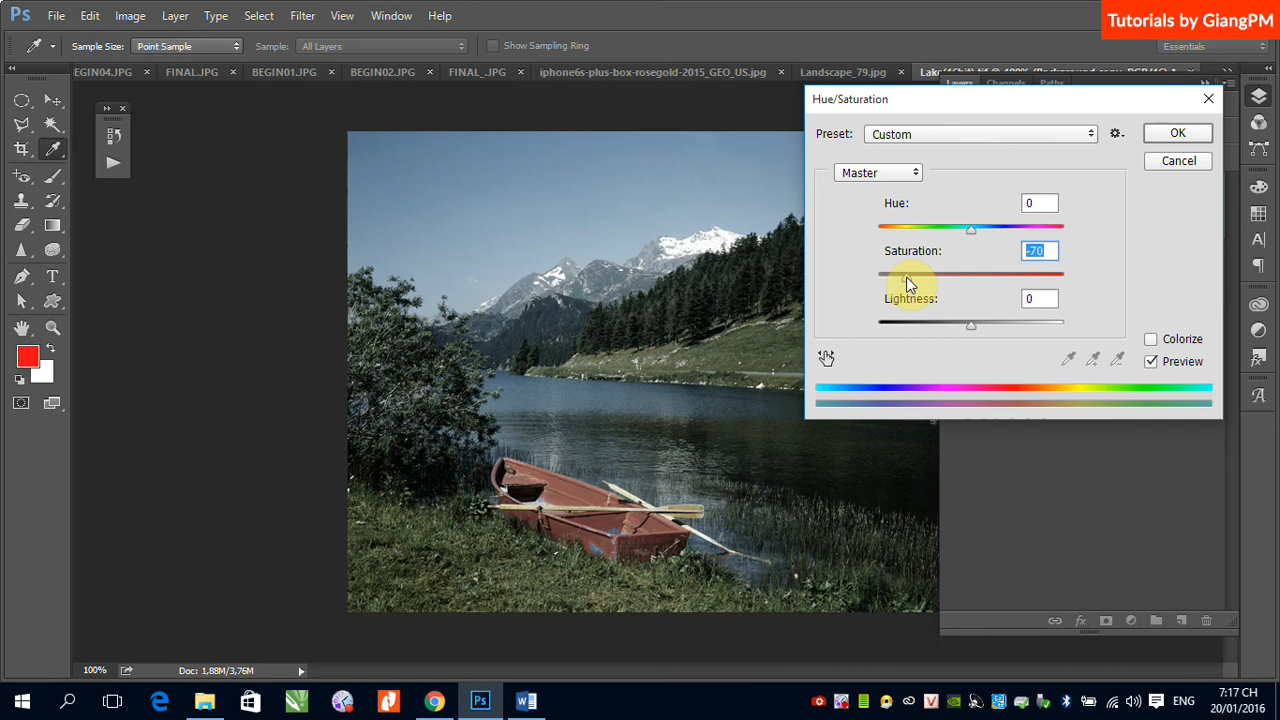 Ps File Edit Image Layer Type Select Filter View Window Help
Tutorials by GiangPM
Sample Size: Point Sample Sample: All Layers Show Sampling Ring Essentials
EGIN04.JPG × FINAL.JPG × BEGIN01.JPG × BEGIN02.JPG × FINAL_.JPG × iphone6s-plus-box-rosegold-2015_GEO_US.jpg × Landscape_79.jpg ×
Layers Channels Paths
Hue/Saturation
Preset: Custom OK
Cancel
Master
Hue: 0
Saturation: -70
Lightness: 0
Colorize
Preview
100% Doc: 1,88M/3,76M
ENG 7:17 CH
20/01/2016